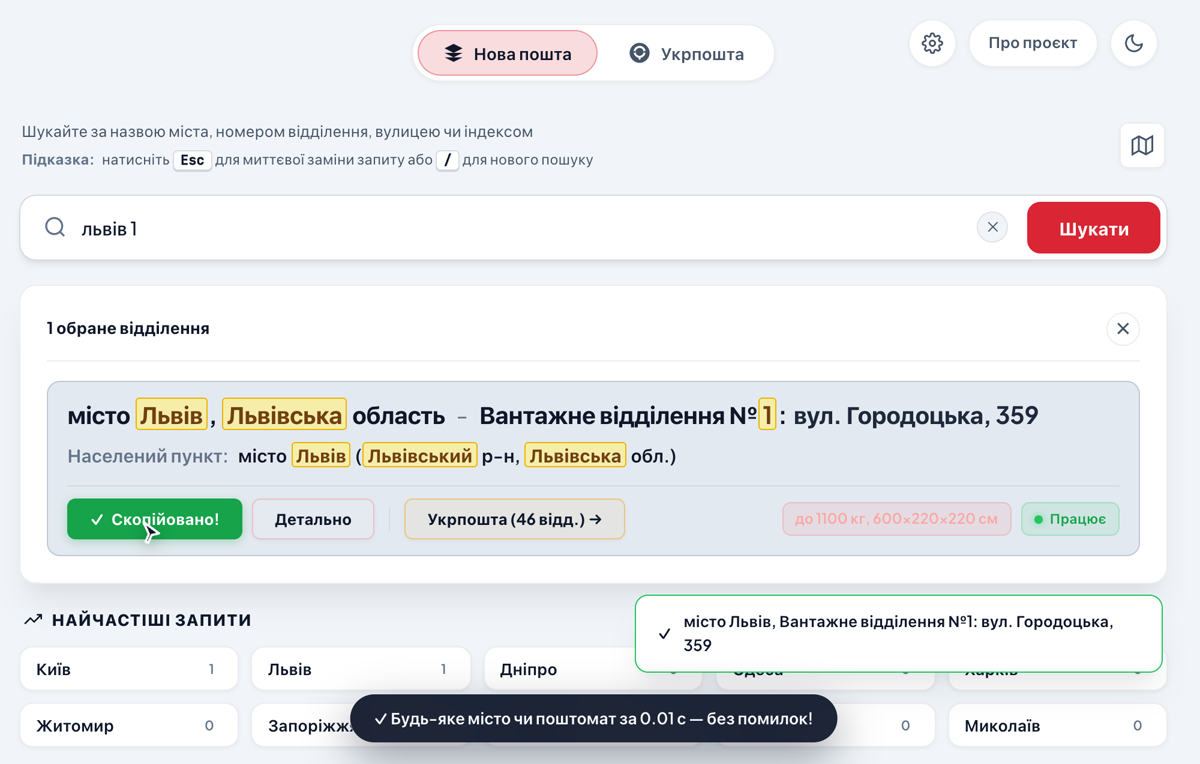 Нова пошта
Укрпошта
Про проєкт
Шукайте за назвою міста, номером відділення, вулицею чи індексом
Підказка: натисніть Esc для миттєвої заміни запиту або / для нового пошуку
львів 1
Шукати
1 обране відділення
місто Львів, Львівська область – Вантажне відділення №1: вул. Городоцька, 359
Населений пункт: місто Львів (Львівський р-н, Львівська обл.)
✓ Скопійовано!
Детально
Укрпошта (46 відд.) →
до 1100 кг, 600×220×220 см
Працює
НАЙЧАСТІШІ ЗАПИТИ
✓ місто Львів, Вантажне відділення №1: вул. Городоцька,
359
Київ 1
Львів 1
Дніпро
Одеса
Харків
✓ Будь-яке місто чи поштомат за 0.01 с — без помилок!
Житомир 0
Запоріжж
0
Миколаїв 0